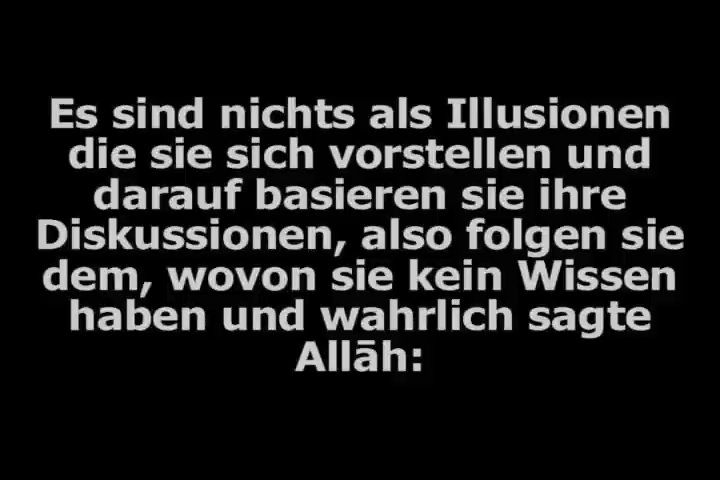 Es sind nichts als Illusionen
die sie sich vorstellen und
darauf basieren sie ihre
Diskussionen, also folgen sie
dem, wovon sie kein Wissen
haben und wahrlich sagte
Allāh: